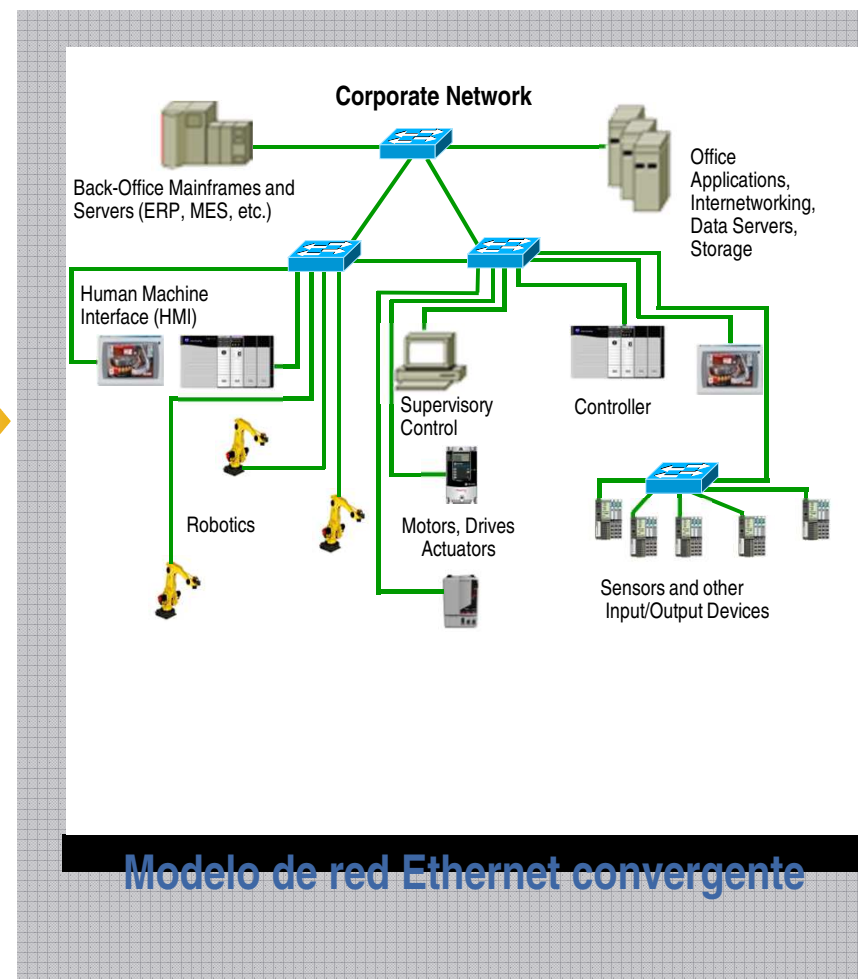 Corporate Network
Back-Office Mainframes and
Servers (ERP, MES, etc.)
Office
Applications,
Internetworking,
Data Servers,
Storage
Human Machine
Interface (HMI)
Supervisory
Control
Controller
Robotics
Motors, Drives
Actuators
Sensors and other
Input/Output Devices
Modelo de red Ethernet convergente